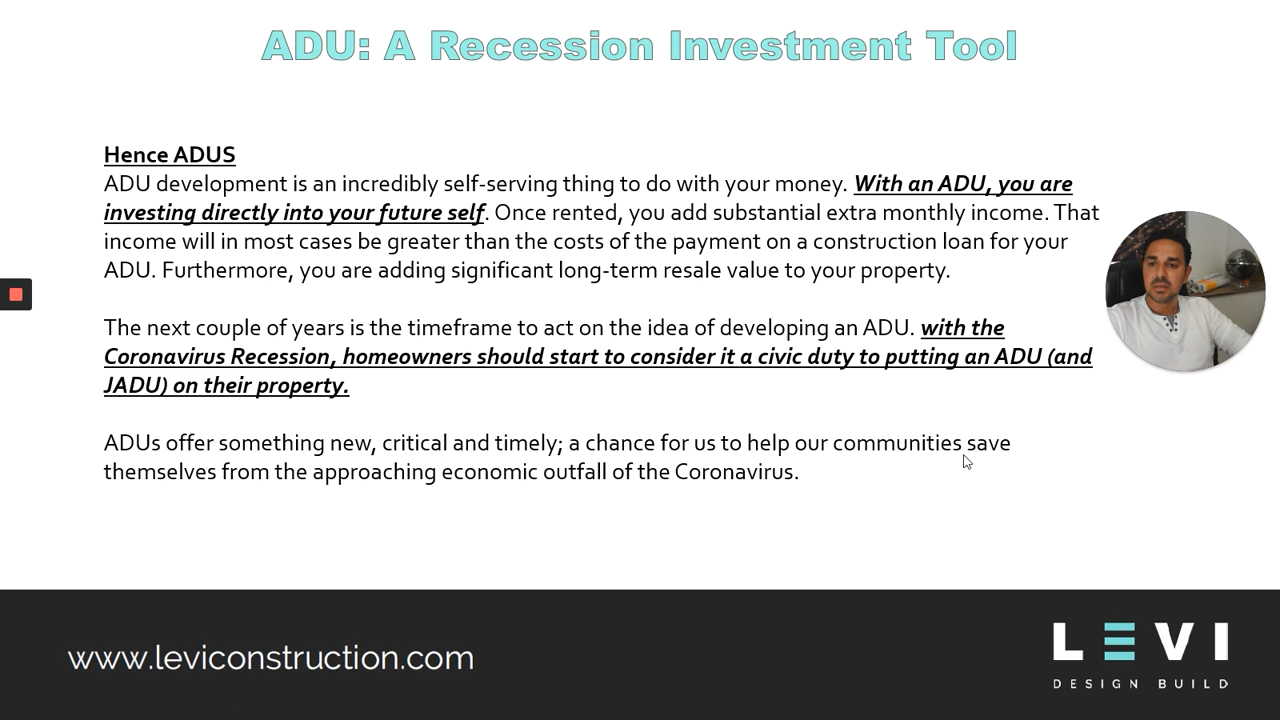 ADU: A Recession Investment Tool
Hence ADUS
ADU development is an incredibly self-serving thing to do with your money. With an ADU, you are
investing directly into your future self. Once rented, you add substantial extra monthly income. That
income will in most cases be greater than the costs of the payment on a construction loan for your
ADU. Furthermore, you are adding significant long-term resale value to your property.
The next couple of years is the timeframe to act on the idea of developing an ADU. with the
Coronavirus Recession, homeowners should start to consider it a civic duty to putting an ADU (and
JADU) on their property.
ADUs offer something new, critical and timely; a chance for us to help our communities save
themselves from the approaching economic outfall of the Coronavirus.
www.leviconstruction.com
LEVI
DESIGN BUILD